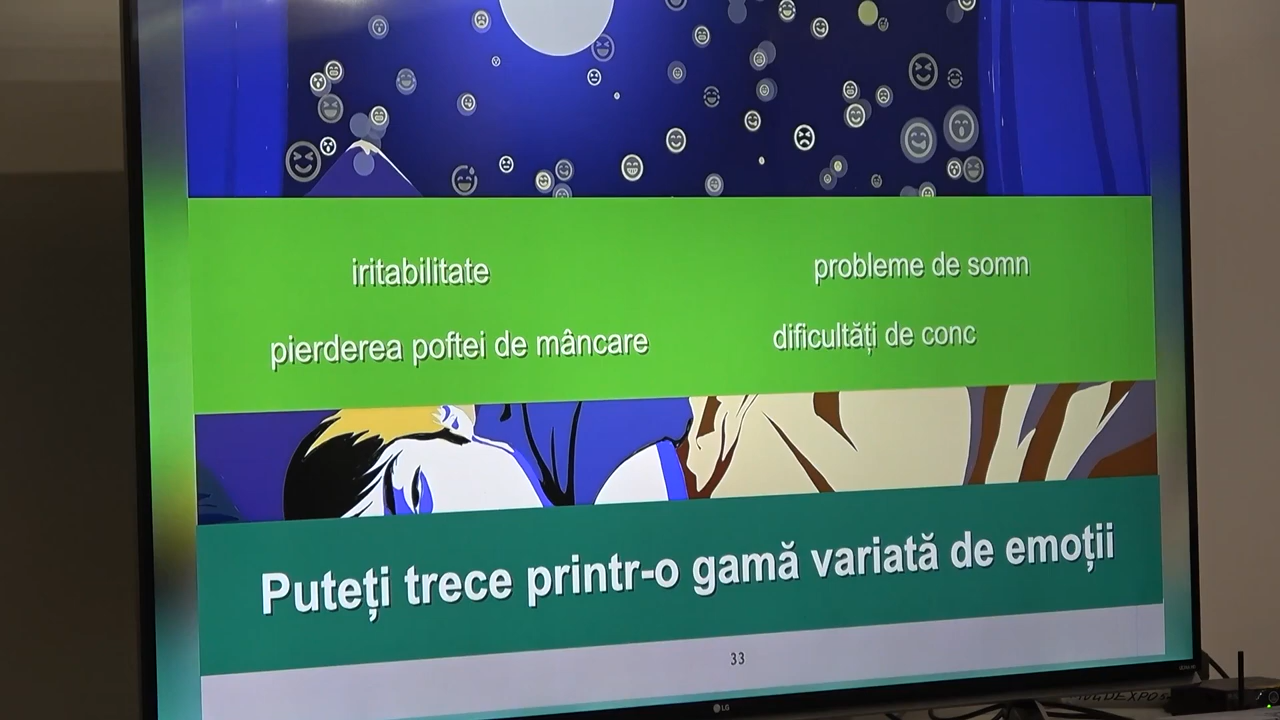 iritabilitate
probleme de somn
pierderea poftei de mâncare
dificultăți de conc
Puteți trece printr-o gamă variată de emoții
33
LG